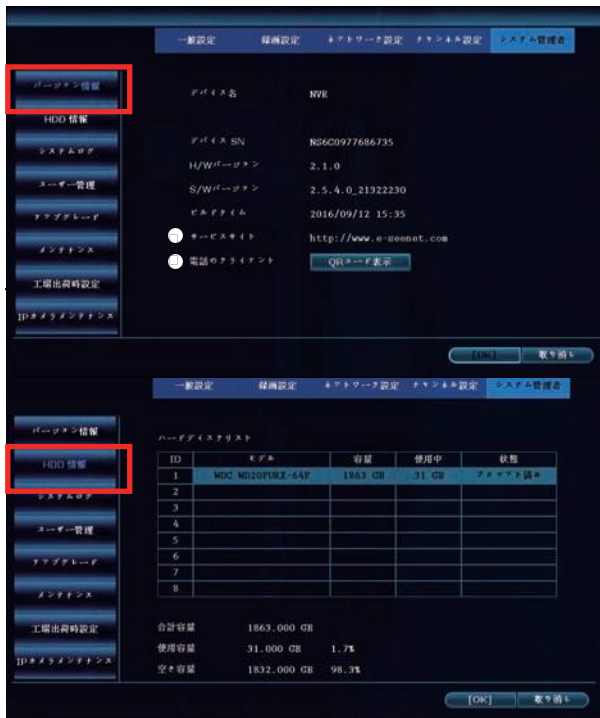 一般設定 録画設定 ネットワーク設定 チャンネル設定 システム管理者
バージョン情報
HDD 情報
システムログ
ユーザー管理
アップグレード
メンテナンス
工場出荷時設定
IPカメラメンテナンス
デバイス名 NVR
デバイス SN NS6C0977686735
H/Wバージョン 2.1.0
S/Wバージョン 2.5.4.0_21322230
ビルドタイム 2016/09/12 15:35
サービスサイト http://www.e-seenet.com
電話のクライアント QRコード表示
[OK] 取り消し
一般設定 録画設定 ネットワーク設定 チャンネル設定 システム管理者
バージョン情報
HDD 情報
システムログ
ユーザー管理
アップグレード
メンテナンス
工場出荷時設定
IPカメラメンテナンス
ハードディスクリスト
ID モデル 容量 使用中 状態
1 WDC WD20PURX-64P 1863 GB 31 GB フォーマット済み
2
3
4
5
6
7
8
合計容量 1863.000 GB
使用容量 31.000 GB 1.7%
空き容量 1832.000 GB 98.3%
[OK] 取り消し